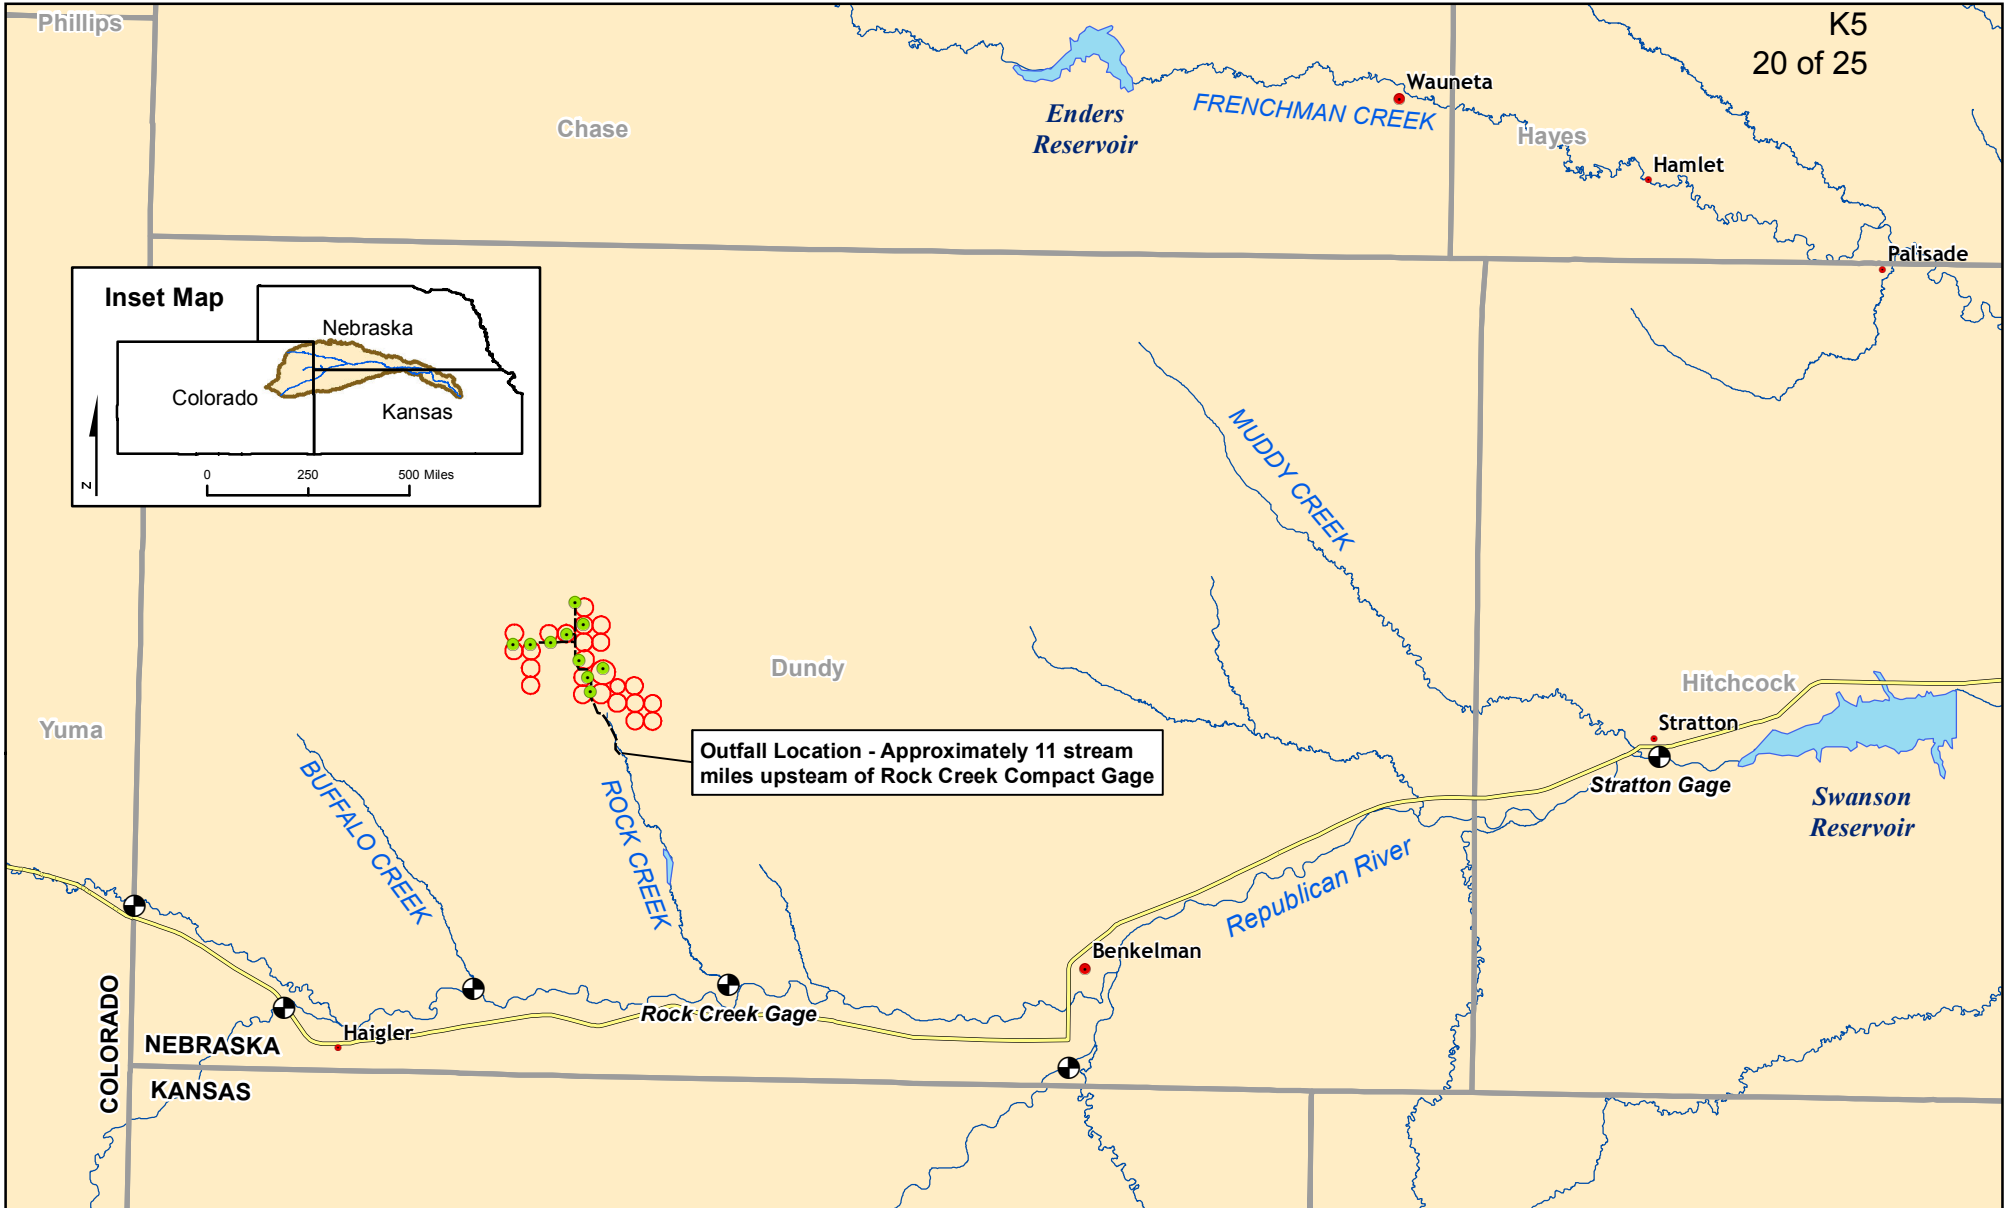 Phillips
K5
20 of 25
Wauneta
Enders
Reservoir
FRENCHMAN CREEK
Chase
Hayes
Hamlet
Palisade
Inset Map
Nebraska
Colorado
Kansas
N
0 250 500 Miles
MUDDY CREEK
Dundy
Hitchcock
Yuma
Stratton
Outfall Location - Approximately 11 stream
miles upsteam of Rock Creek Compact Gage
Stratton Gage
BUFFALO CREEK
ROCK CREEK
Swanson
Reservoir
Republican River
Benkelman
COLORADO
Rock Creek Gage
Haigler
NEBRASKA
KANSAS